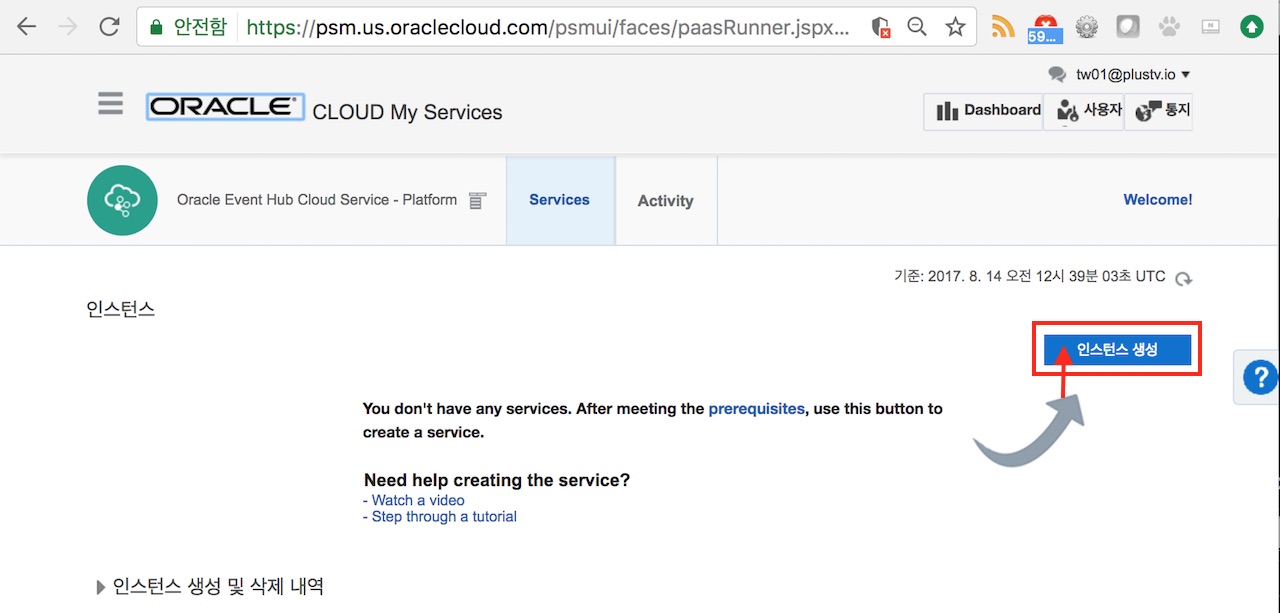 안전함 https://psm.us.oraclecloud.com/psmui/faces/paasRunner.jspx...
59...
tw01@plustv.io
ORACLE CLOUD My Services
Dashboard 사용자 통지
Oracle Event Hub Cloud Service - Platform Services Activity Welcome!
기준: 2017. 8. 14 오전 12시 39분 03초 UTC
인스턴스
인스턴스 생성
?
You don't have any services. After meeting the prerequisites, use this button to
create a service.
Need help creating the service?
- Watch a video
- Step through a tutorial
인스턴스 생성 및 삭제 내역